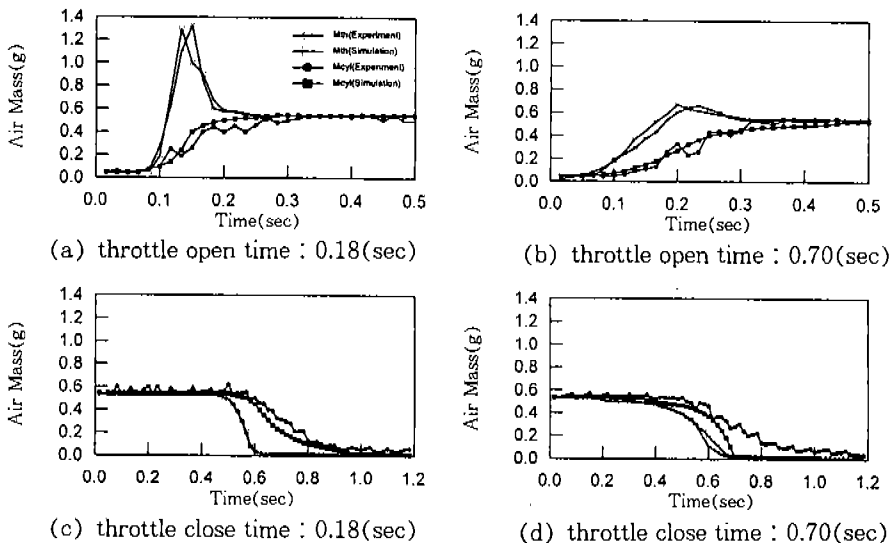 Air Mass(g)
1.4
1.2
1.0
0.8
0.6
0.4
0.2
0.0
Mth(Experiment)
Mth(Simulation)
Mcyl(Experiment)
Mcyl(Simulation)
0.0 0.1 0.2 0.3 0.4 0.5
Time(sec)
(a) throttle open time : 0.18(sec)
Air Mass(g)
1.4
1.2
1.0
0.8
0.6
0.4
0.2
0.0
0.0 0.1 0.2 0.3 0.4 0.5
Time(sec)
(b) throttle open time : 0.70(sec)
Air Mass(g)
1.4
1.2
1.0
0.8
0.6
0.4
0.2
0.0
0.0 0.2 0.4 0.6 0.8 1.0 1.2
Time(sec)
(c) throttle close time : 0.18(sec)
Air Mass(g)
1.4
1.2
1.0
0.8
0.6
0.4
0.2
0.0
0.0 0.2 0.4 0.6 0.8 1.0 1.2
Time(sec)
(d) throttle close time : 0.70(sec)